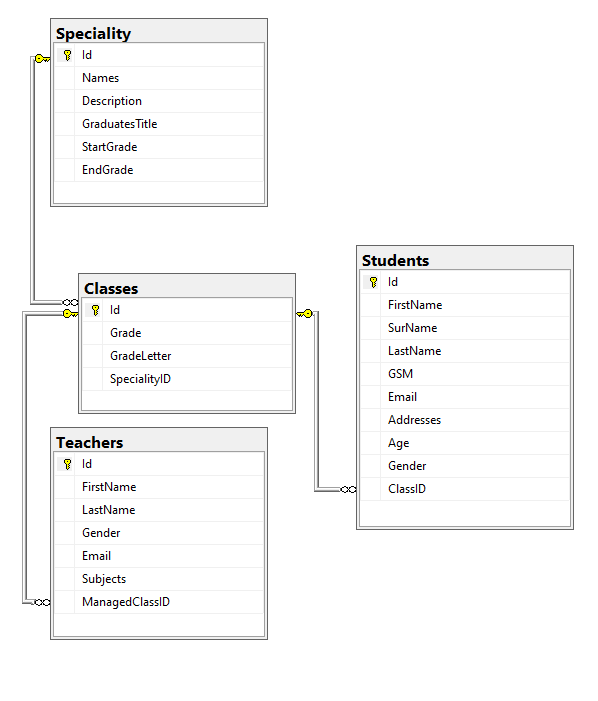 Speciality
Id
Names
Description
GraduatesTitle
StartGrade
EndGrade
Classes
Id
Grade
GradeLetter
SpecialityID
Teachers
Id
FirstName
LastName
Gender
Email
Subjects
ManagedClassID
Students
Id
FirstName
SurName
LastName
GSM
Email
Addresses
Age
Gender
ClassID